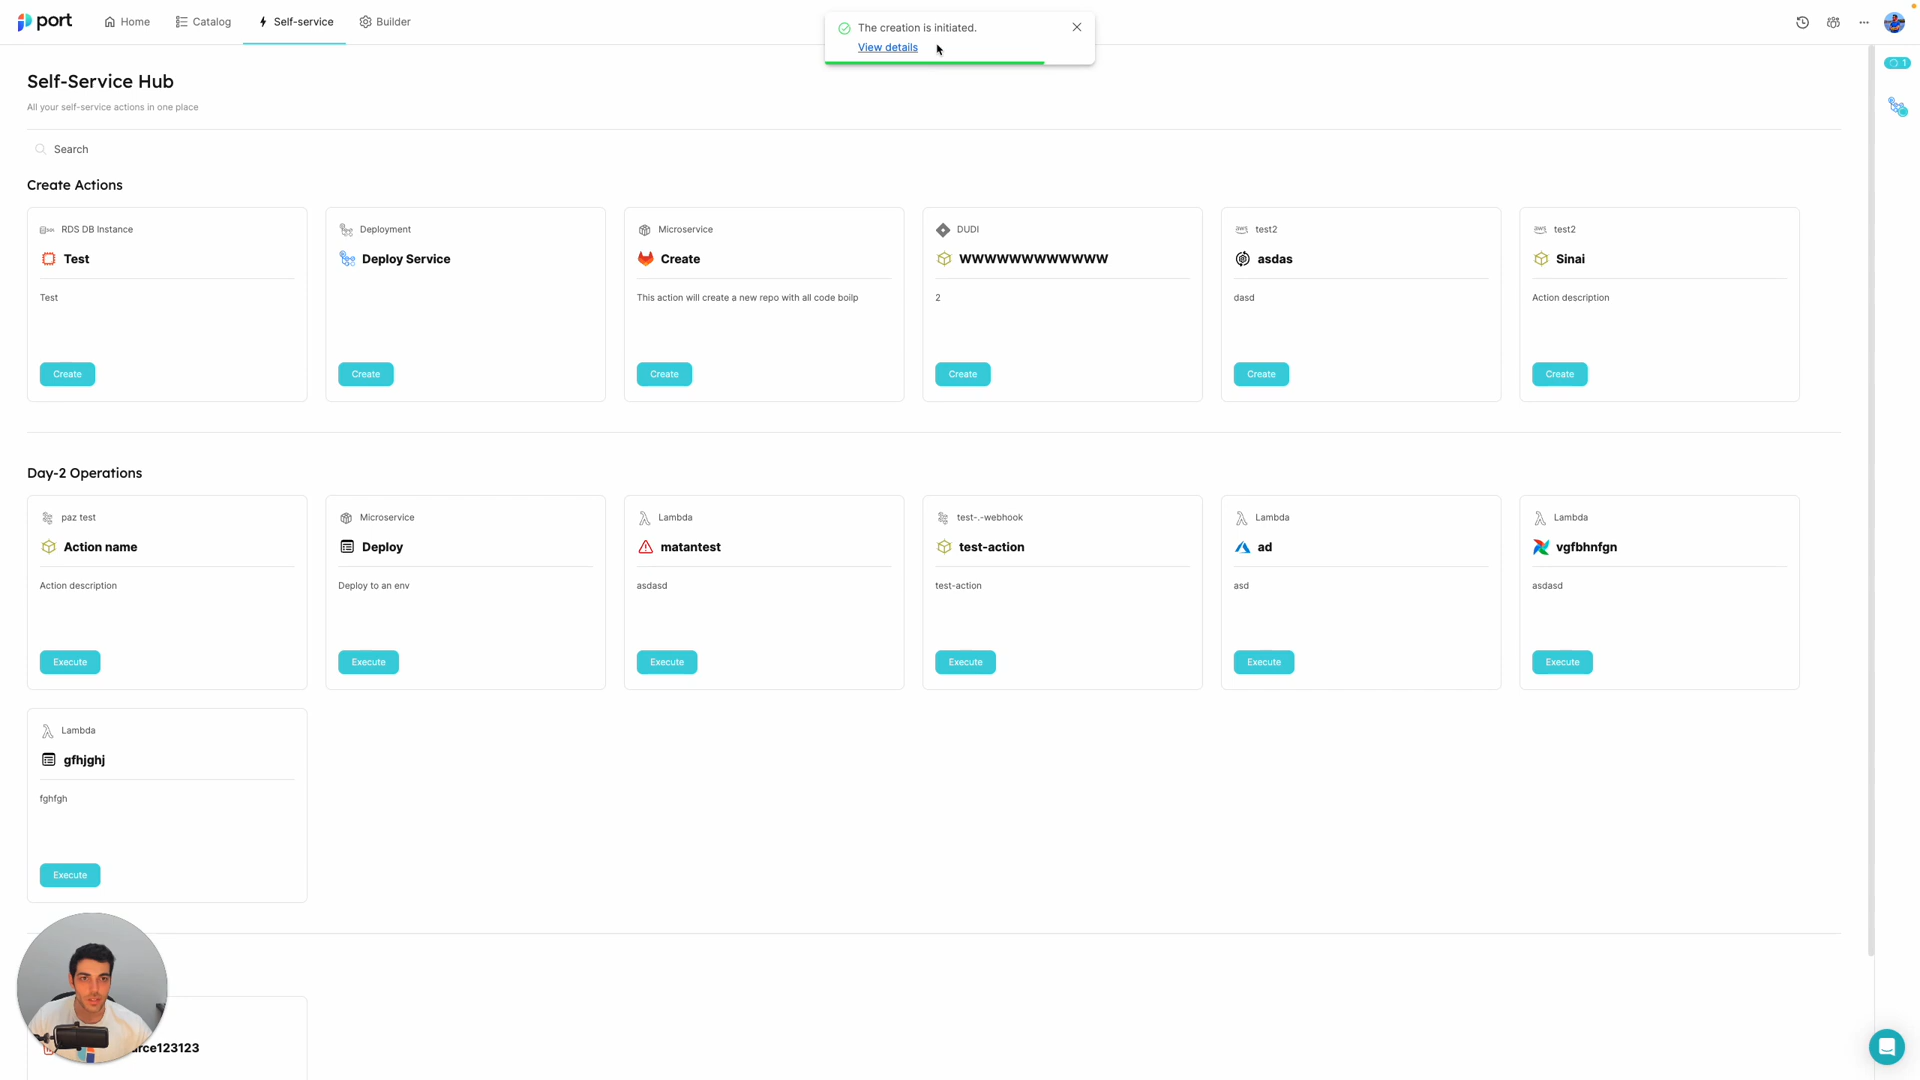 port
Home
Catalog
Self-service
Builder
The creation is initiated.
View details
1
Self-Service Hub
All your self-service actions in one place
Search
Create Actions
RDS DB Instance
Test
Test
Create
Deployment
Deploy Service
Create
Microservice
Create
This action will create a new repo with all code boilp
Create
DUDI
WWWWWWWWWWWW
2
Create
aws test2
asdas
dasd
Create
aws test2
Sinai
Action description
Create
Day-2 Operations
paz test
Action name
Action description
Execute
Microservice
Deploy
Deploy to an env
Execute
Lambda
matantest
asdasd
Execute
test-.-webhook
test-action
test-action
Execute
Lambda
ad
asd
Execute
Lambda
vgfbhnfgn
asdasd
Execute
Lambda
gfhjghj
fghfgh
Execute
rce123123